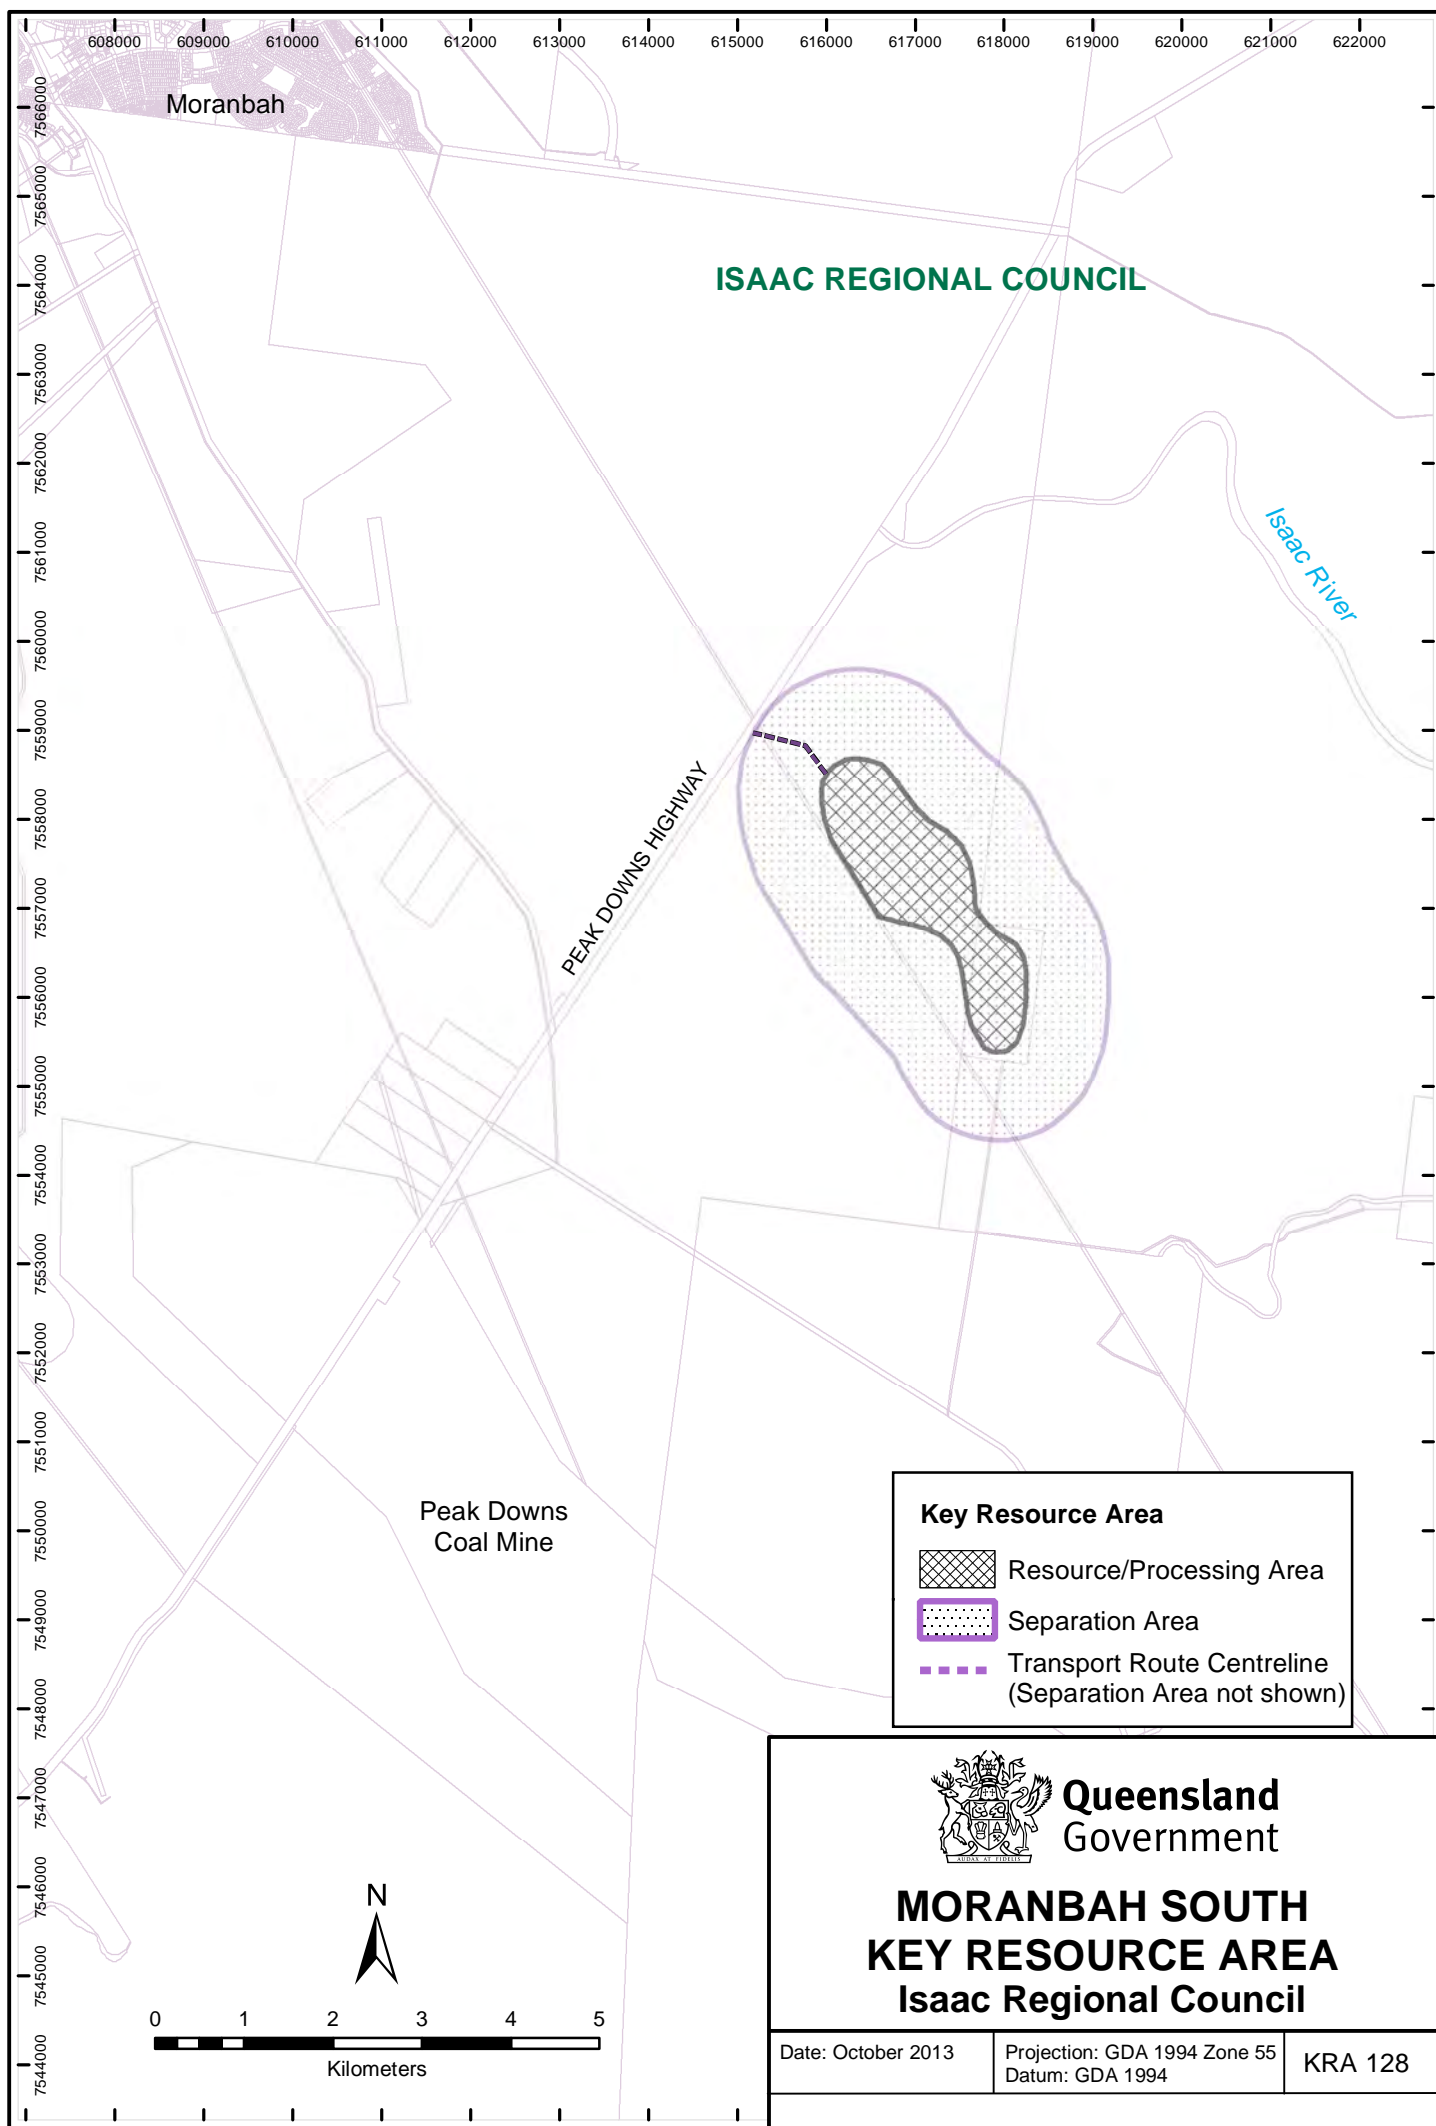 608000 609000 610000 611000 612000 613000 614000 615000 616000 617000 618000 619000 620000 621000 622000
7566000
7565000
7564000
7563000
7562000
7561000
7560000
7559000
7558000
7557000
7556000
7555000
7554000
7553000
7552000
7551000
7550000
7549000
7548000
7547000
7546000
7545000
7544000
Moranbah
ISAAC REGIONAL COUNCIL
Isaac River
PEAK DOWNS HIGHWAY
Peak Downs
Coal Mine
Key Resource Area
Resource/Processing Area
Separation Area
Transport Route Centreline
(Separation Area not shown)
N
0 1 2 3 4 5
Kilometers
AUDAX AT FIDELIS
Queensland
Government
MORANBAH SOUTH
KEY RESOURCE AREA
Isaac Regional Council
Date: October 2013
Projection: GDA 1994 Zone 55
Datum: GDA 1994
KRA 128